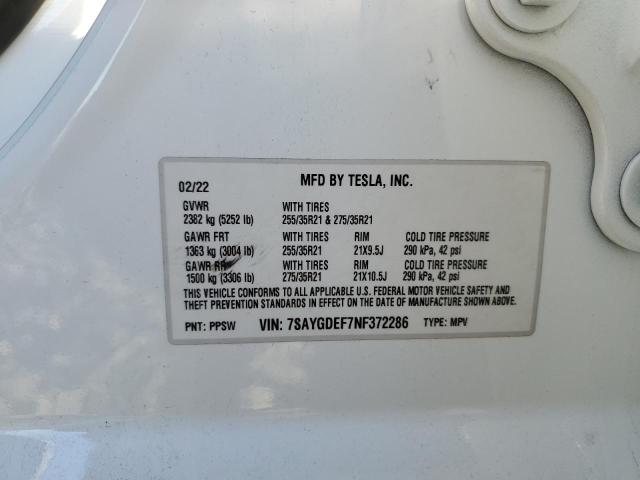 02/22 MFD BY TESLA, INC.
GVWR WITH TIRES
2382 kg (5252 lb) 255/35R21 & 275/35R21
GAWR FRT WITH TIRES RIM COLD TIRE PRESSURE
1363 kg (3004 lb) 255/35R21 21X9.5J 290 kPa, 42 psi
GAWR RR WITH TIRES RIM COLD TIRE PRESSURE
1500 kg (3306 lb) 275/35R21 21X10.5J 290 kPa, 42 psi
THIS VEHICLE CONFORMS TO ALL APPLICABLE U.S. FEDERAL MOTOR VEHICLE SAFETY AND
THEFT PREVENTION STANDARDS IN EFFECT ON THE DATE OF MANUFACTURE SHOWN ABOVE.
PNT: PPSW VIN: 7SAYGDEF7NF372286 TYPE: MPV